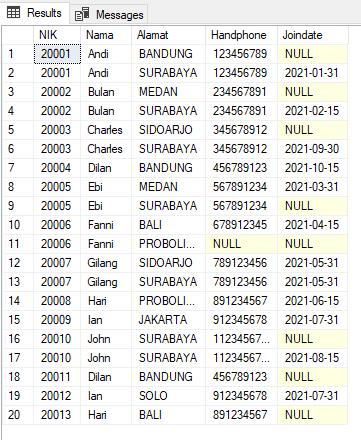 Results Messages
NIK Nama Alamat Handphone Joindate
1 20001 Andi BANDUNG 123456789 NULL
2 20001 Andi SURABAYA 123456789 2021-01-31
3 20002 Bulan MEDAN 234567891 NULL
4 20002 Bulan SURABAYA 234567891 2021-02-15
5 20003 Charles SIDOARJO 345678912 NULL
6 20003 Charles SURABAYA 345678912 2021-09-30
7 20004 Dilan BANDUNG 456789123 2021-10-15
8 20005 Ebi MEDAN 567891234 2021-03-31
9 20005 Ebi SURABAYA 567891234 NULL
10 20006 Fanni BALI 678912345 2021-04-15
11 20006 Fanni PROBOLI... NULL NULL
12 20007 Gilang SIDOARJO 789123456 2021-05-31
13 20007 Gilang SURABAYA 789123456 2021-05-31
14 20008 Hari PROBOLI... 891234567 2021-06-15
15 20009 Ian JAKARTA 912345678 2021-07-31
16 20010 John SURABAYA 11234567... NULL
17 20010 John SURABAYA 11234567... 2021-08-15
18 20011 Dilan BANDUNG 456789123 NULL
19 20012 Ian SOLO 912345678 2021-07-31
20 20013 Hari BALI 891234567 NULL